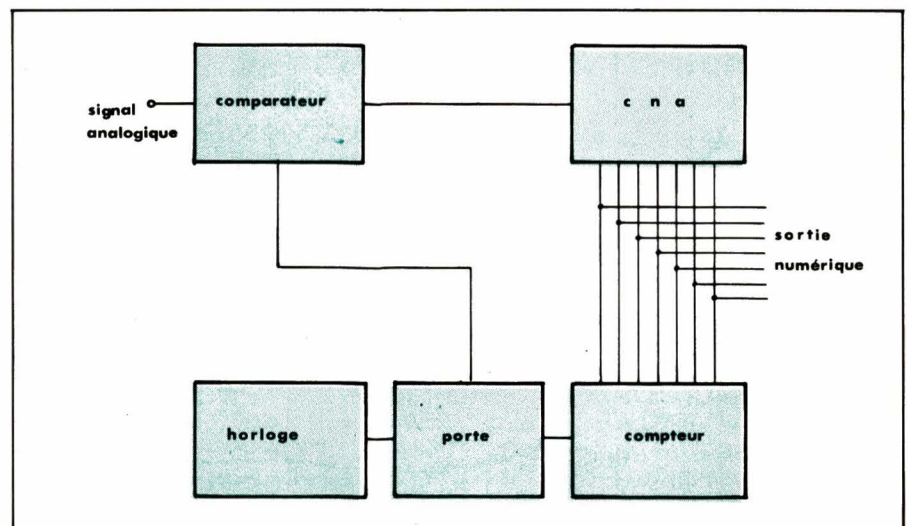 comparateur
c n a
signal
analogique
sortie
numérique
horloge
porte
compteur